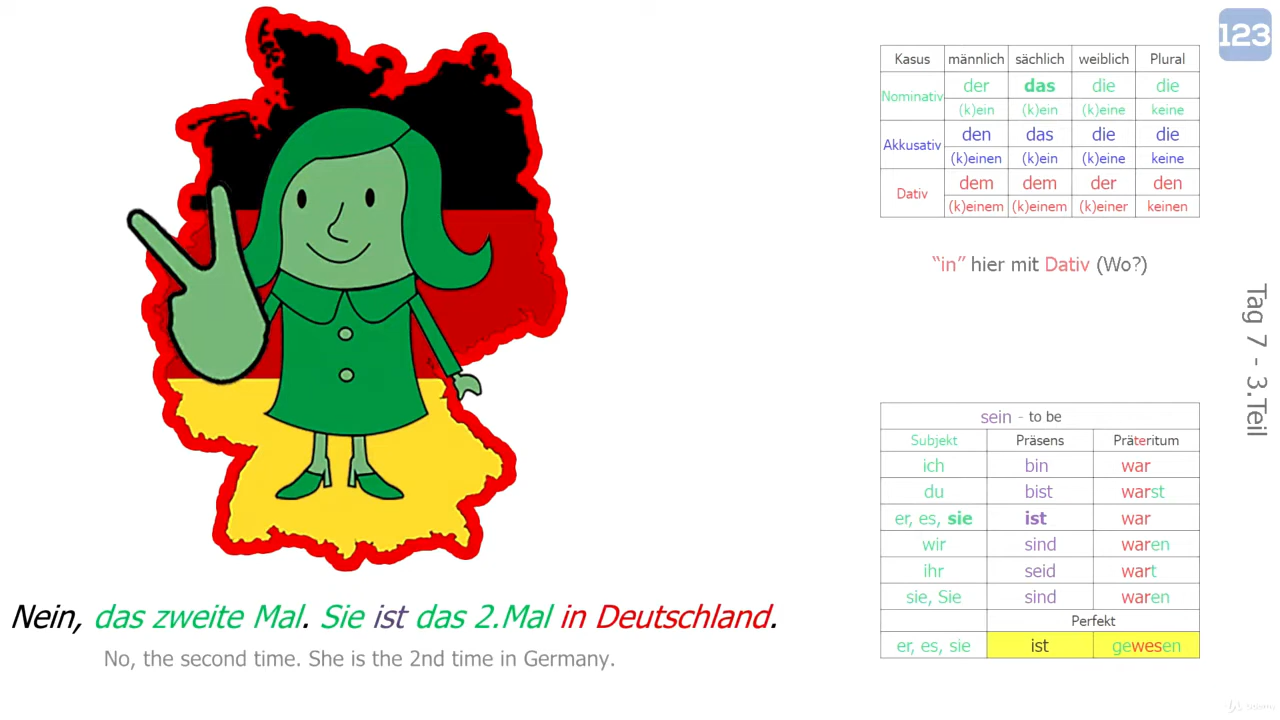 123
Kasus männlich sächlich weiblich Plural
Nominativ der das die die
(k)ein (k)ein (k)eine keine
Akkusativ den das die die
(k)einen (k)ein (k)eine keine
Dativ dem dem der den
(k)einem (k)einem (k)einer keinen
“in” hier mit Dativ (Wo?)
Tag 7 - 3.Teil
sein - to be
Subjekt Präsens Präteritum
ich bin war
du bist warst
er, es, sie ist war
wir sind waren
ihr seid wart
sie, Sie sind waren
Perfekt
er, es, sie ist gewesen
Nein, das zweite Mal. Sie ist das 2.Mal in Deutschland.
No, the second time. She is the 2nd time in Germany.